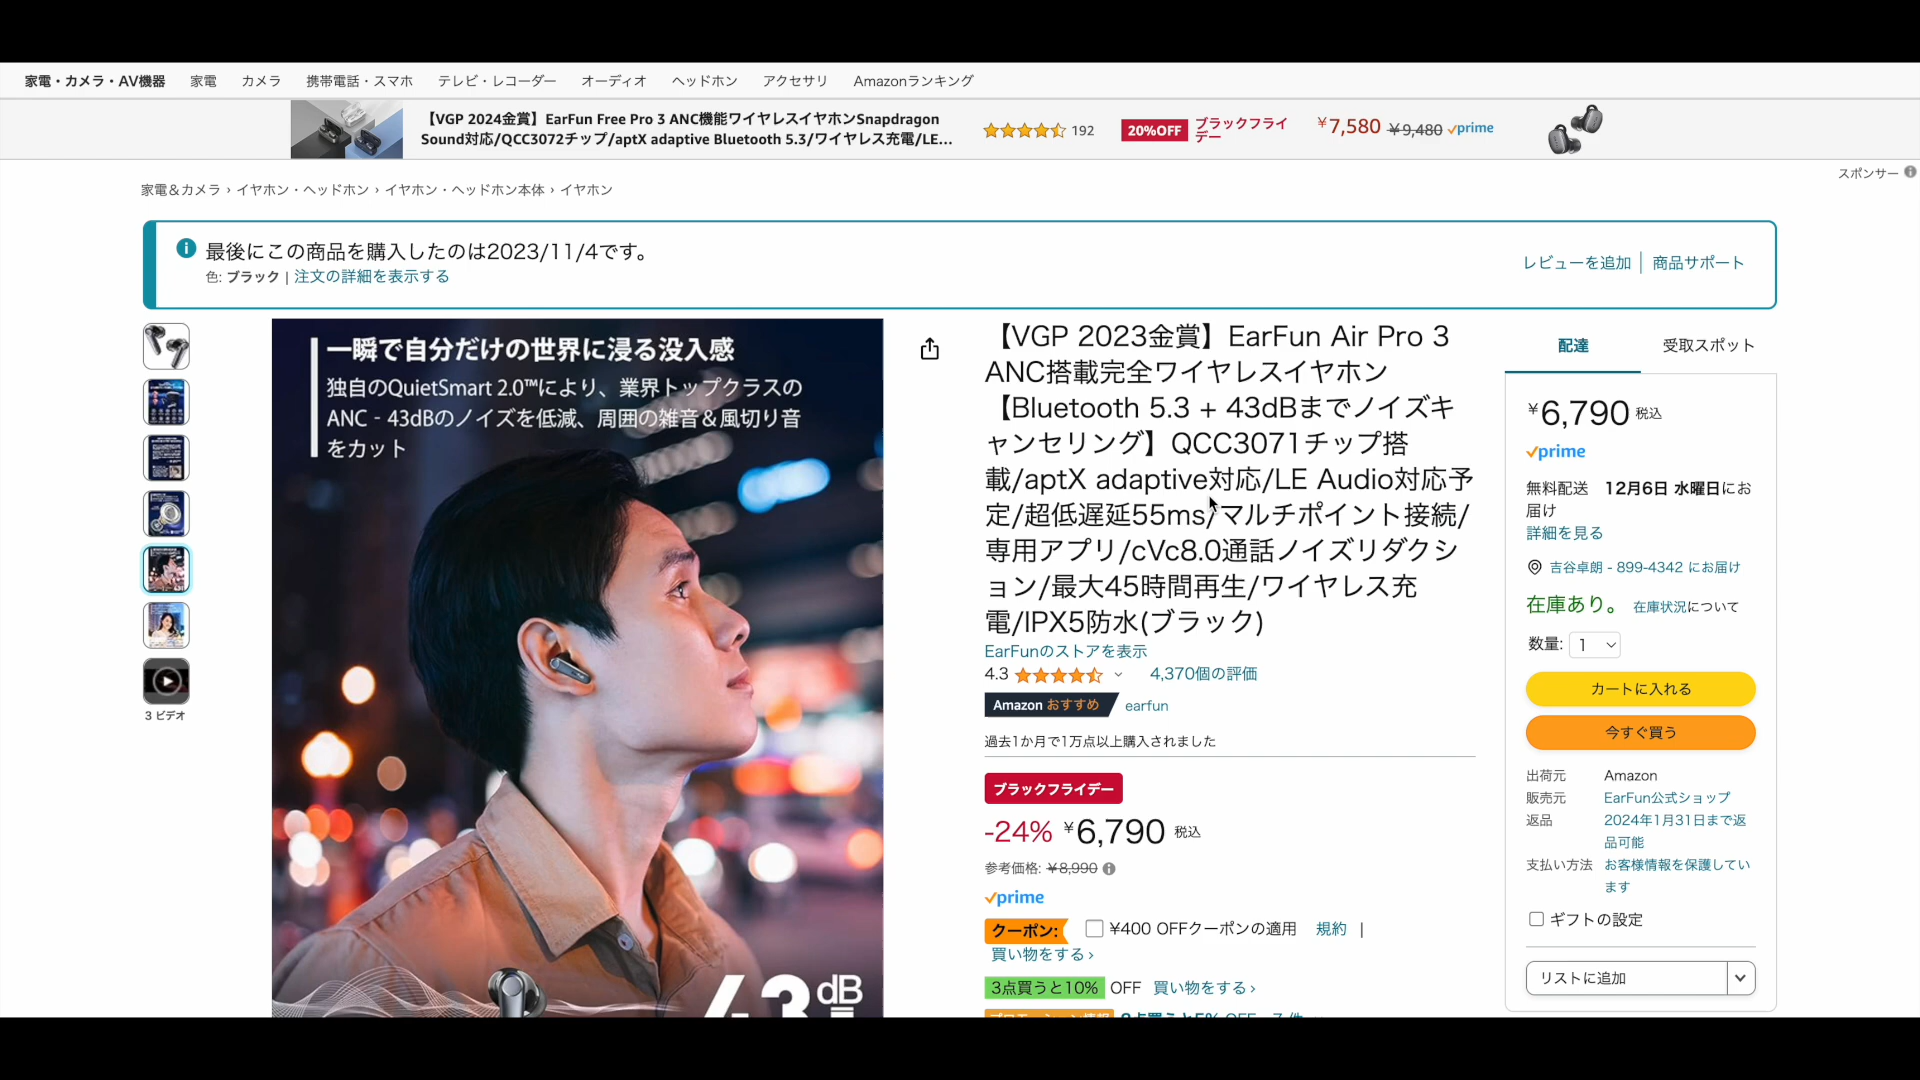 家電・カメラ・AV機器 家電 カメラ 携帯電話・スマホ テレビ・レコーダー オーディオ ヘッドホン アクセサリ Amazonランキング
【VGP 2024金賞】EarFun Free Pro 3 ANC機能ワイヤレスイヤホンSnapdragon
Sound対応/QCC3072チップ/aptX adaptive Bluetooth 5.3/ワイヤレス充電/LE...
192
20%OFF
ブラックフライ
デー
¥7,580 ¥9,480 prime
スポンサー
家電&カメラ › イヤホン・ヘッドホン › イヤホン・ヘッドホン本体 › イヤホン
最後にこの商品を購入したのは2023/11/4です。
色: ブラック | 注文の詳細を表示する
レビューを追加 | 商品サポート
3 ビデオ
一瞬で自分だけの世界に浸る没入感
独自のQuietSmart 2.0™により、業界トップクラスの
ANC - 43dBのノイズを低減、周囲の雑音&風切り音
をカット
43dB
【VGP 2023金賞】EarFun Air Pro 3
ANC搭載完全ワイヤレスイヤホン
【Bluetooth 5.3 + 43dBまでノイズキ
ャンセリング】QCC3071チップ搭
載/aptX adaptive対応/LE Audio対応予
定/超低遅延55ms/マルチポイント接続/
専用アプリ/cVc8.0通話ノイズリダクシ
ョン/最大45時間再生/ワイヤレス充
電/IPX5防水(ブラック)
EarFunのストアを表示
4.3 4,370個の評価
Amazon おすすめ earfun
過去1か月で1万点以上購入されました
ブラックフライデー
-24% ¥6,790 税込
参考価格: ¥8,990
prime
クーポン: ¥400 OFFクーポンの適用 規約 |
買い物をする ›
3点買うと10% OFF 買い物をする ›
プロモーション情報 2点買うと5% OFF
配達 受取スポット
¥6,790 税込
prime
無料配送 12月6日 水曜日にお
届け
詳細を見る
吉谷卓朗 - 899-4342 にお届け
在庫あり。 在庫状況について
数量: 1
カートに入れる
今すぐ買う
出荷元 Amazon
販売元 EarFun公式ショップ
返品 2024年1月31日まで返
品可能
支払い方法 お客様情報を保護してい
ます
ギフトの設定
リストに追加